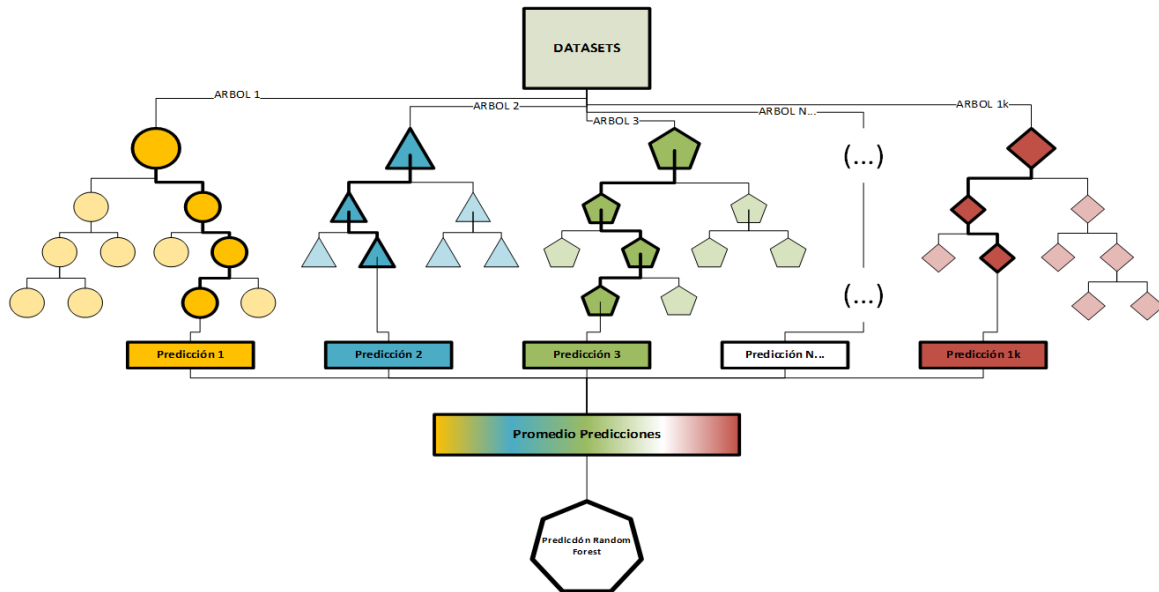 DATASETS
ARBOL 1
ARBOL 2
ARBOL 3
ARBOL N...
ARBOL 1k
(...)
(...)
Predicción 1
Predicción 2
Predicción 3
Predicción N...
Predicción 1k
Promedio Predicciones
Predicción Random
Forest